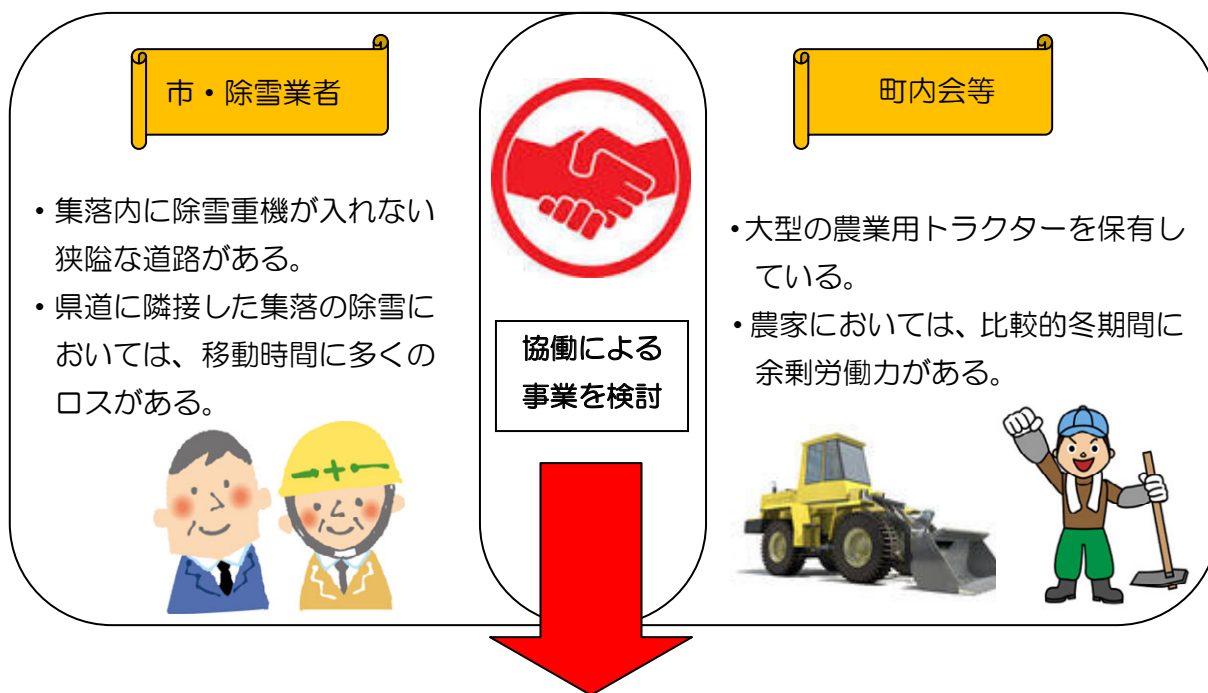 市・除雪業者
・集落内に除雪重機が入れない
狭隘な道路がある。
・県道に隣接した集落の除雪に
おいては、移動時間に多くの
ロスがある。
協働による
事業を検討
町内会等
・大型の農業用トラクターを保有し
ている。
・農家においては、比較的冬期間に
余剰労働力がある。